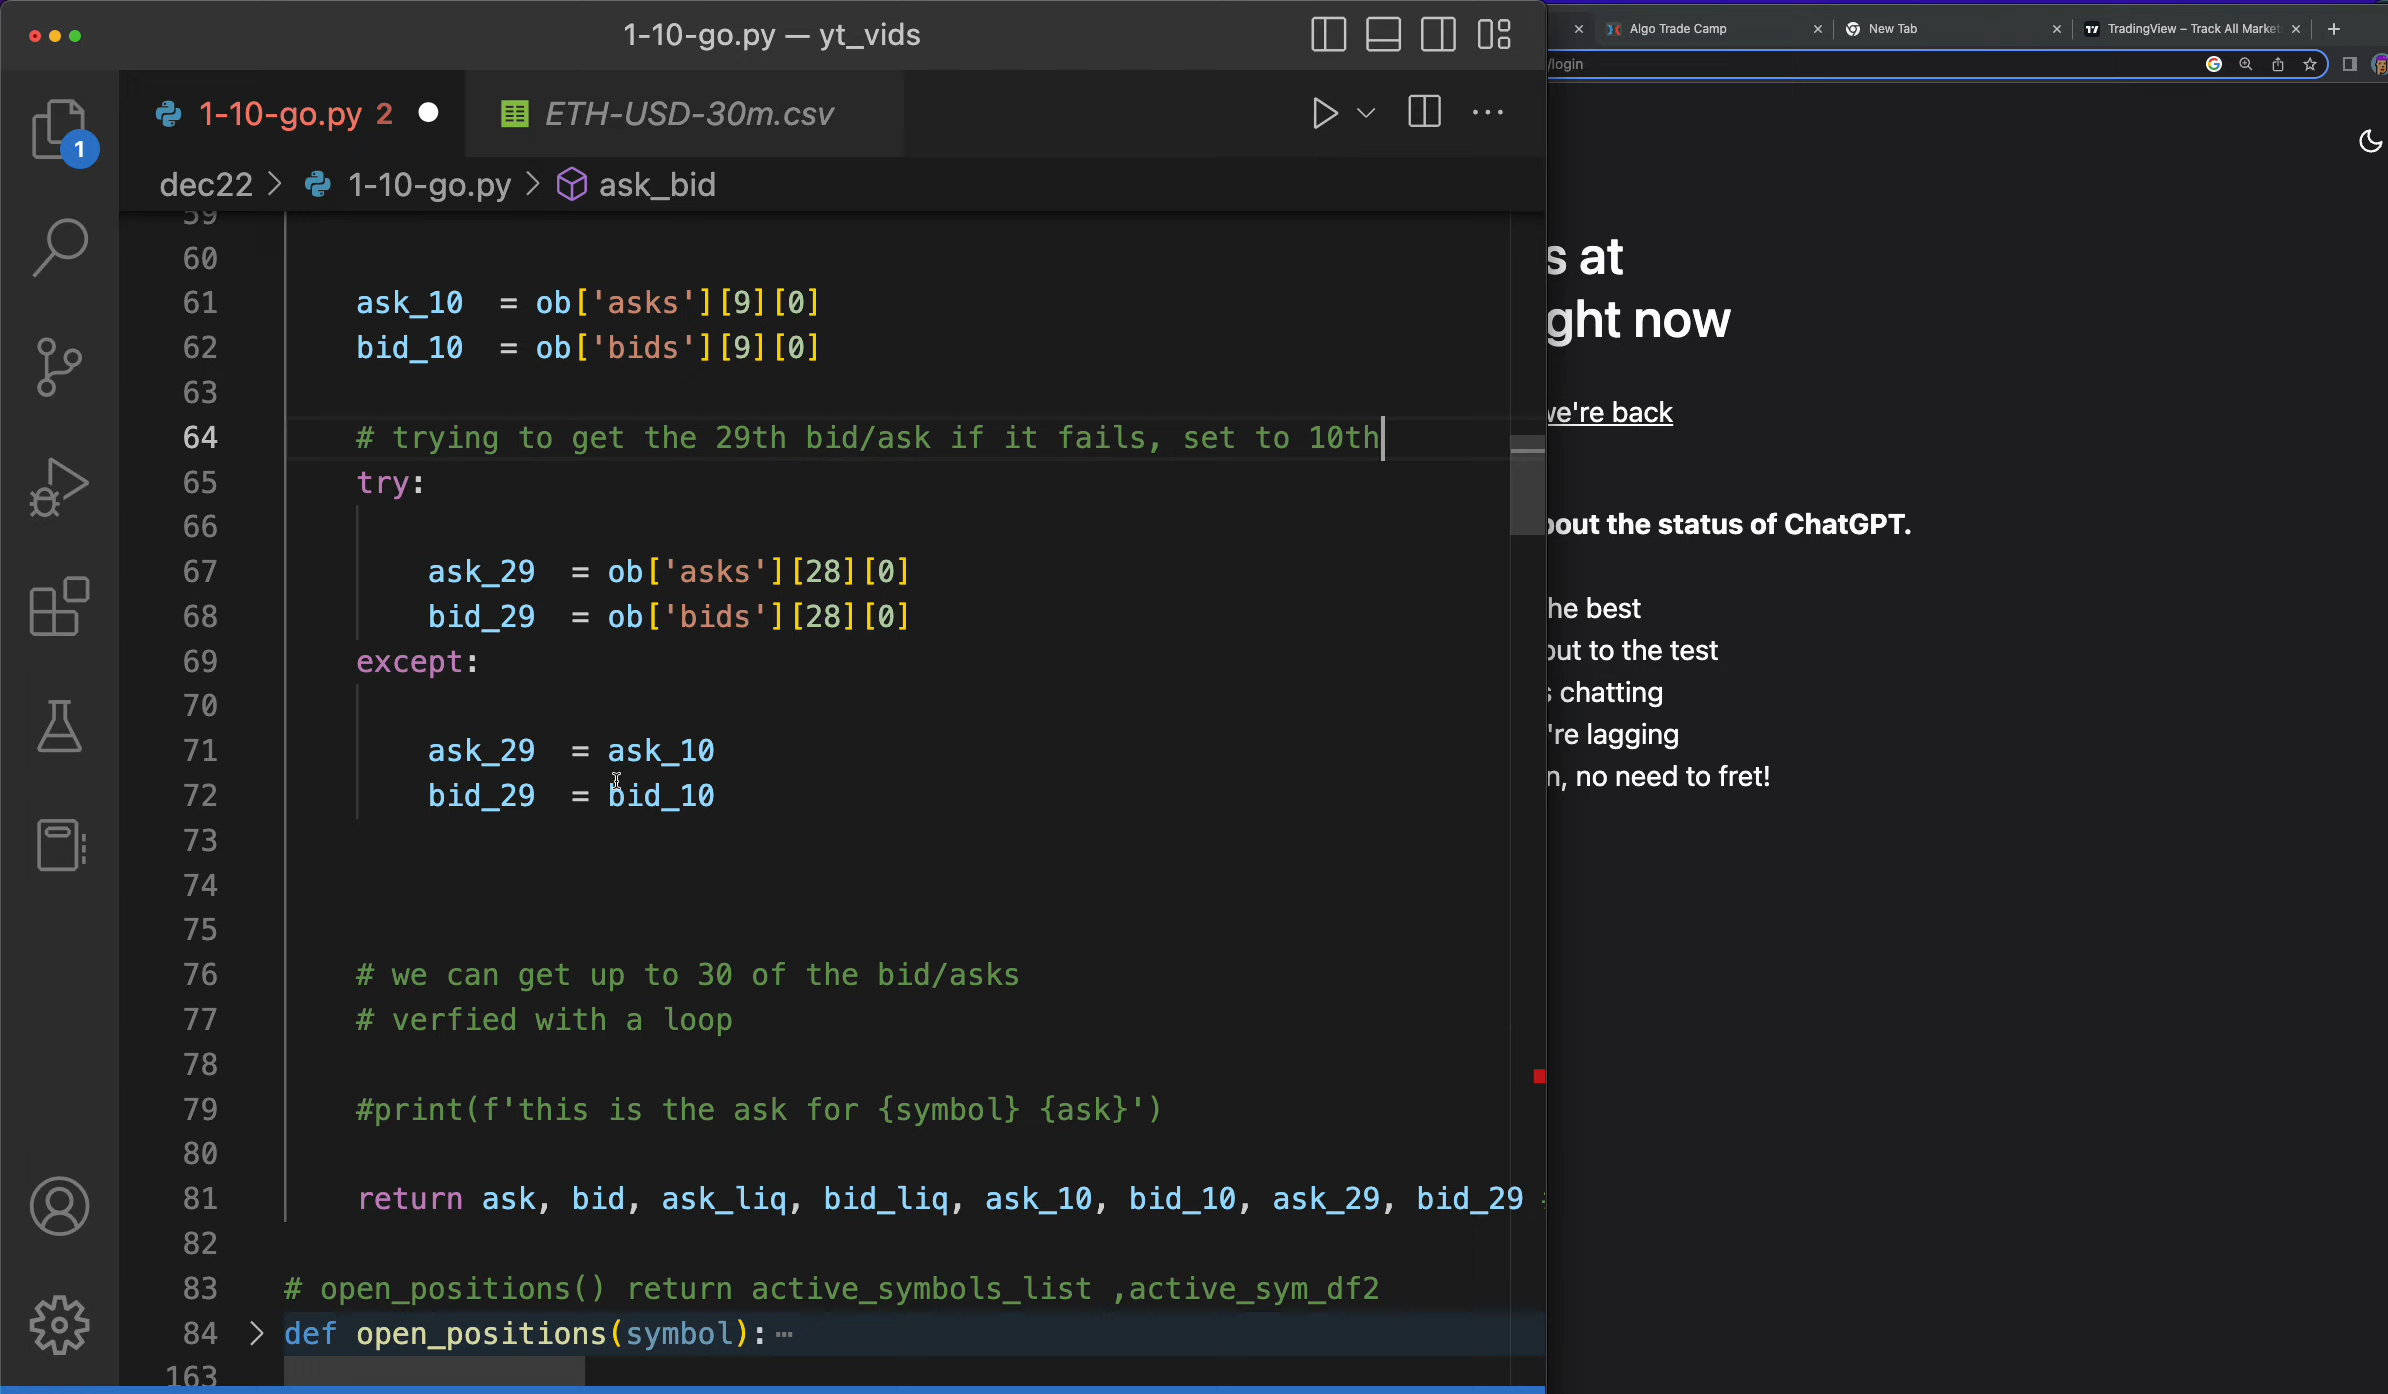 1-10-go.py — yt_vids
Algo Trade Camp
New Tab
TradingView – Track All Market
/login
1-10-go.py 2
ETH-USD-30m.csv
1
dec22 > 1-10-go.py > ask_bid
59
60
61 ask_10 = ob['asks'][9][0]
62 bid_10 = ob['bids'][9][0]
63
64 # trying to get the 29th bid/ask if it fails, set to 10th
65 try:
66
67 ask_29 = ob['asks'][28][0]
68 bid_29 = ob['bids'][28][0]
69 except:
70
71 ask_29 = ask_10
72 bid_29 = bid_10
73
74
75
76 # we can get up to 30 of the bid/asks
77 # verfied with a loop
78
79 #print(f'this is the ask for {symbol} {ask}')
80
81 return ask, bid, ask_liq, bid_liq, ask_10, bid_10, ask_29, bid_29
82
83 # open_positions() return active_symbols_list ,active_sym_df2
84 > def open_positions(symbol):⋯
163
s at
ght now
we're back
bout the status of ChatGPT.
he best
out to the test
s chatting
're lagging
n, no need to fret!